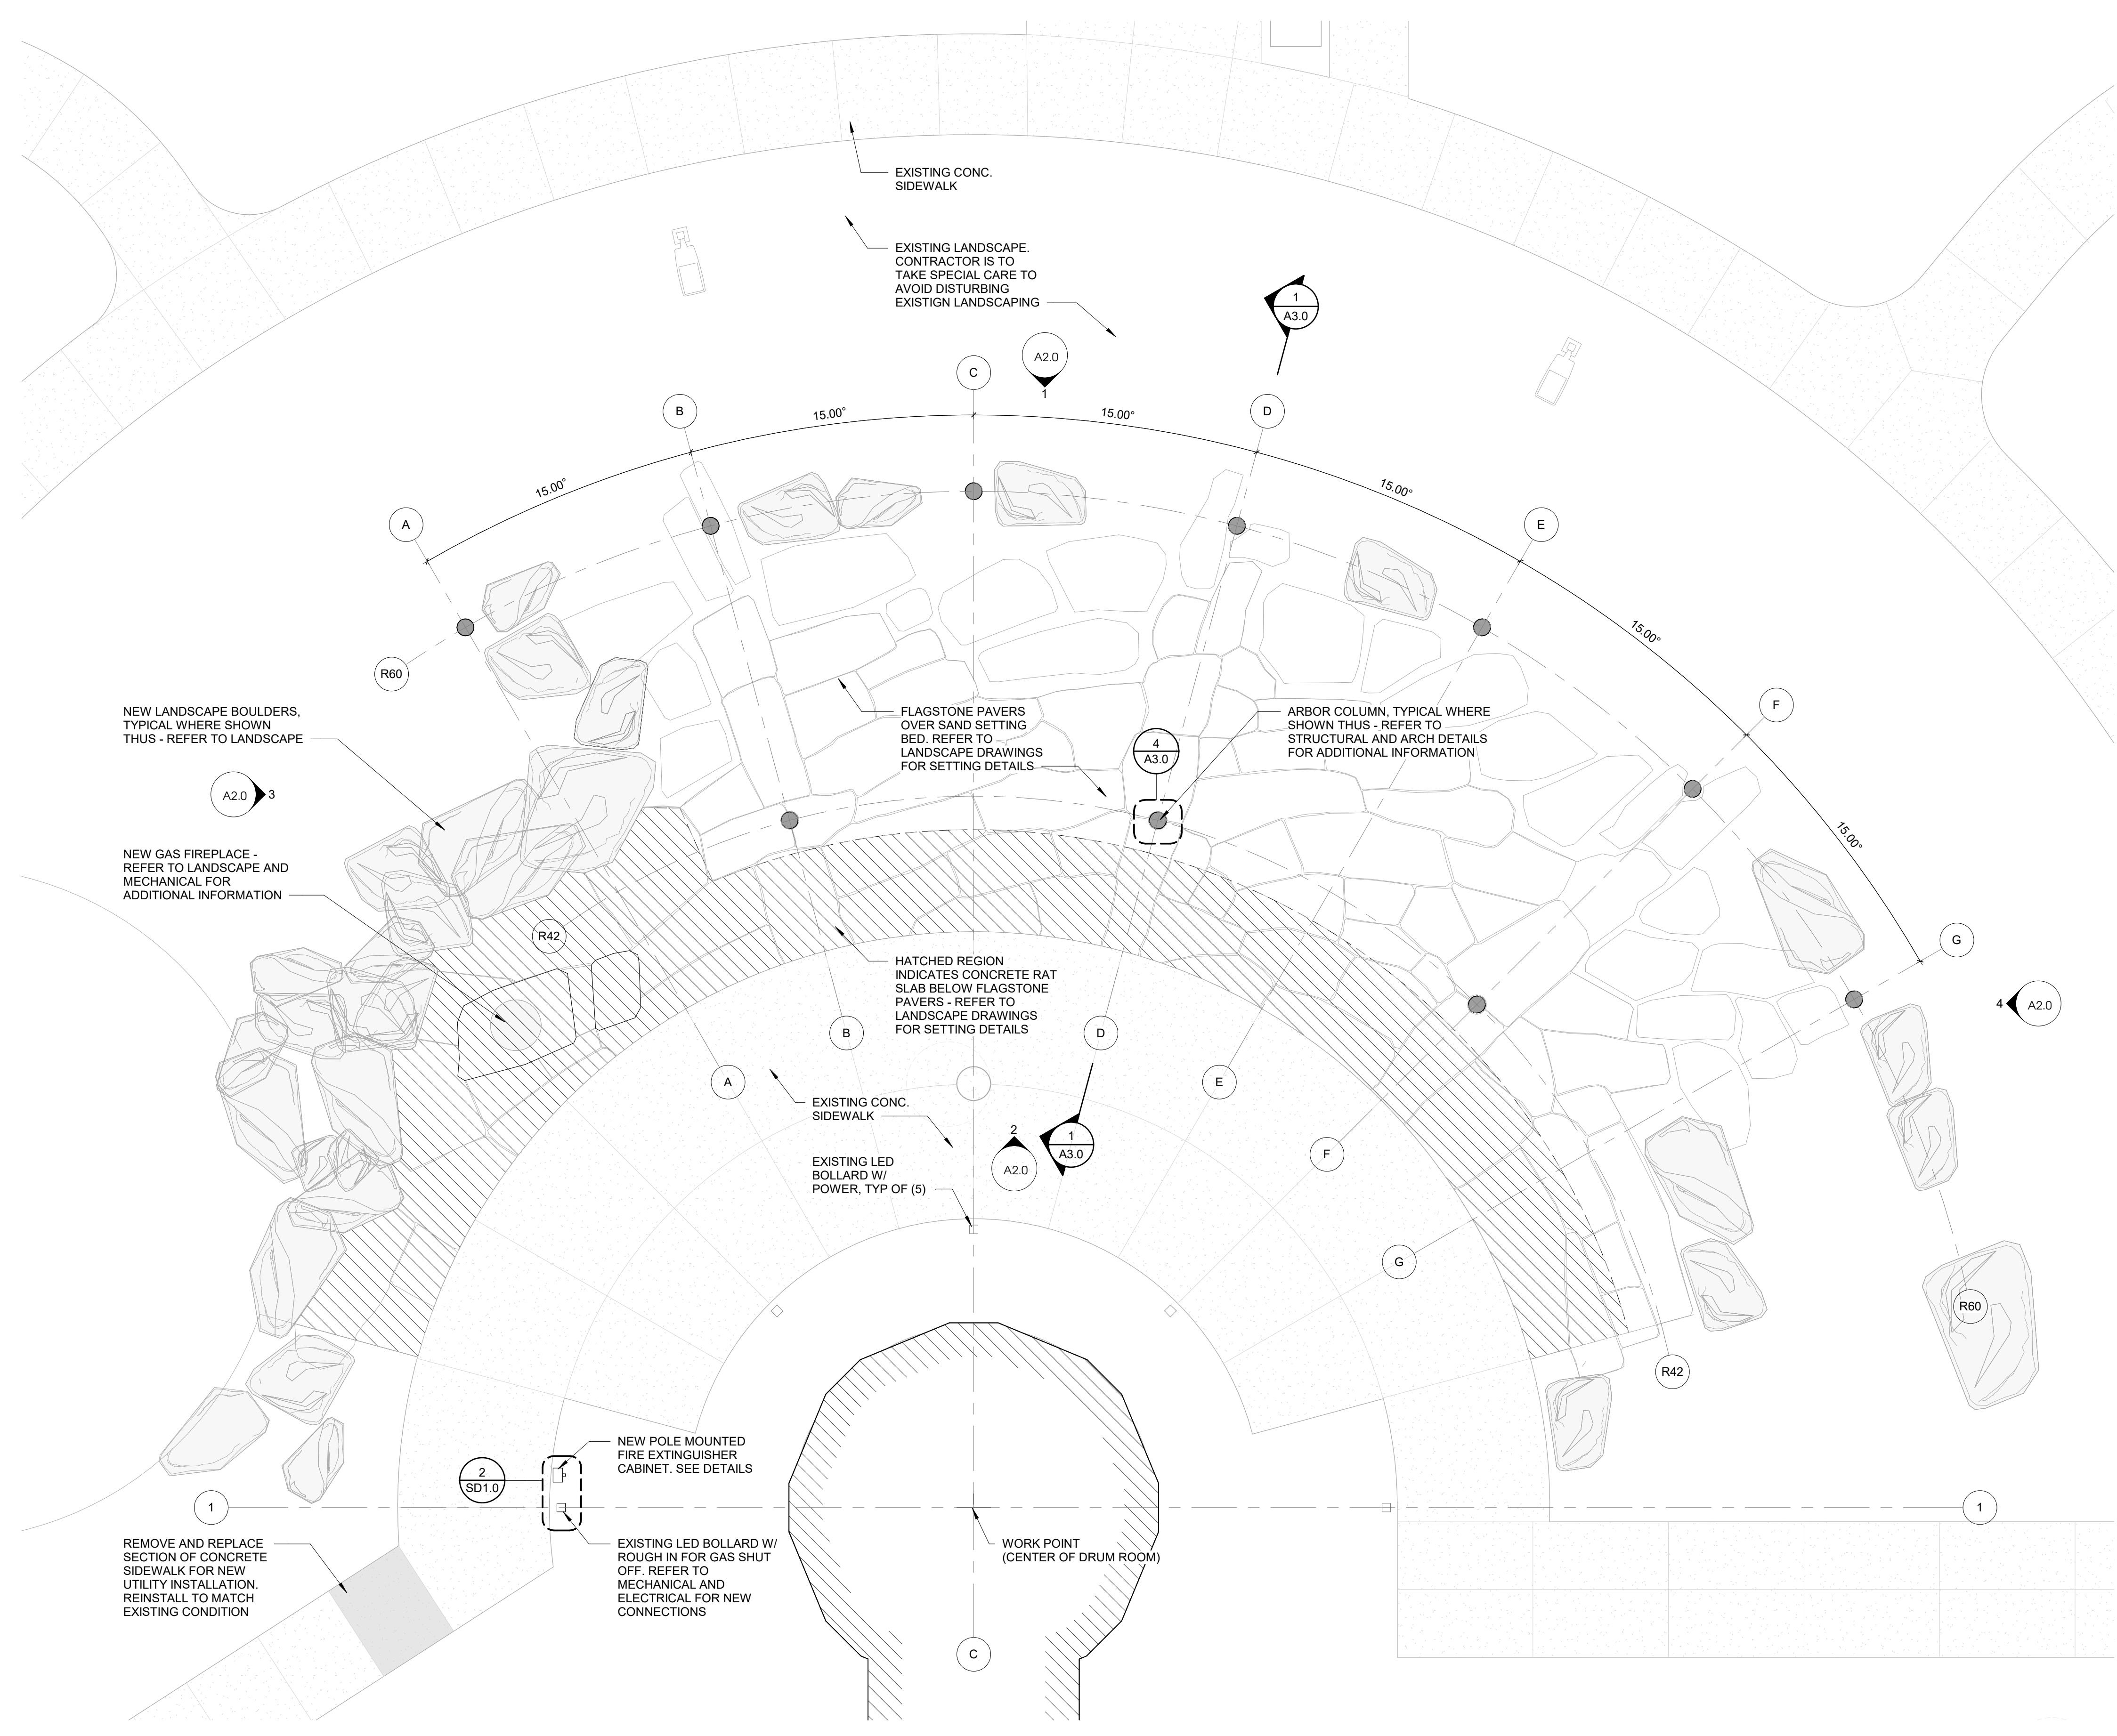 EXISTING CONC.
SIDEWALK
EXISTING LANDSCAPE.
CONTRACTOR IS TO
TAKE SPECIAL CARE TO
AVOID DISTURBING
EXISTIGN LANDSCAPING
1
A3.0
A2.0
1
C
B
D
15.00°
15.00°
15.00°
15.00°
A
E
R60
15.00°
F
NEW LANDSCAPE BOULDERS,
TYPICAL WHERE SHOWN
THUS - REFER TO LANDSCAPE
FLAGSTONE PAVERS
OVER SAND SETTING
BED. REFER TO
LANDSCAPE DRAWINGS
FOR SETTING DETAILS
4
A3.0
ARBOR COLUMN, TYPICAL WHERE
SHOWN THUS - REFER TO
STRUCTURAL AND ARCH DETAILS
FOR ADDITIONAL INFORMATION
A2.0
3
15.00°
NEW GAS FIREPLACE -
REFER TO LANDSCAPE AND
MECHANICAL FOR
ADDITIONAL INFORMATION
R42
G
HATCHED REGION
INDICATES CONCRETE RAT
SLAB BELOW FLAGSTONE
PAVERS - REFER TO
LANDSCAPE DRAWINGS
FOR SETTING DETAILS
4
A2.0
B
D
A
E
EXISTING CONC.
SIDEWALK
2
A2.0
1
A3.0
F
EXISTING LED
BOLLARD W/
POWER, TYP OF (5)
G
R60
R42
NEW POLE MOUNTED
FIRE EXTINGUISHER
CABINET. SEE DETAILS
2
SD1.0
1
1
REMOVE AND REPLACE
SECTION OF CONCRETE
SIDEWALK FOR NEW
UTILITY INSTALLATION.
REINSTALL TO MATCH
EXISTING CONDITION
EXISTING LED BOLLARD W/
ROUGH IN FOR GAS SHUT
OFF. REFER TO
MECHANICAL AND
ELECTRICAL FOR NEW
CONNECTIONS
WORK POINT
(CENTER OF DRUM ROOM)
C